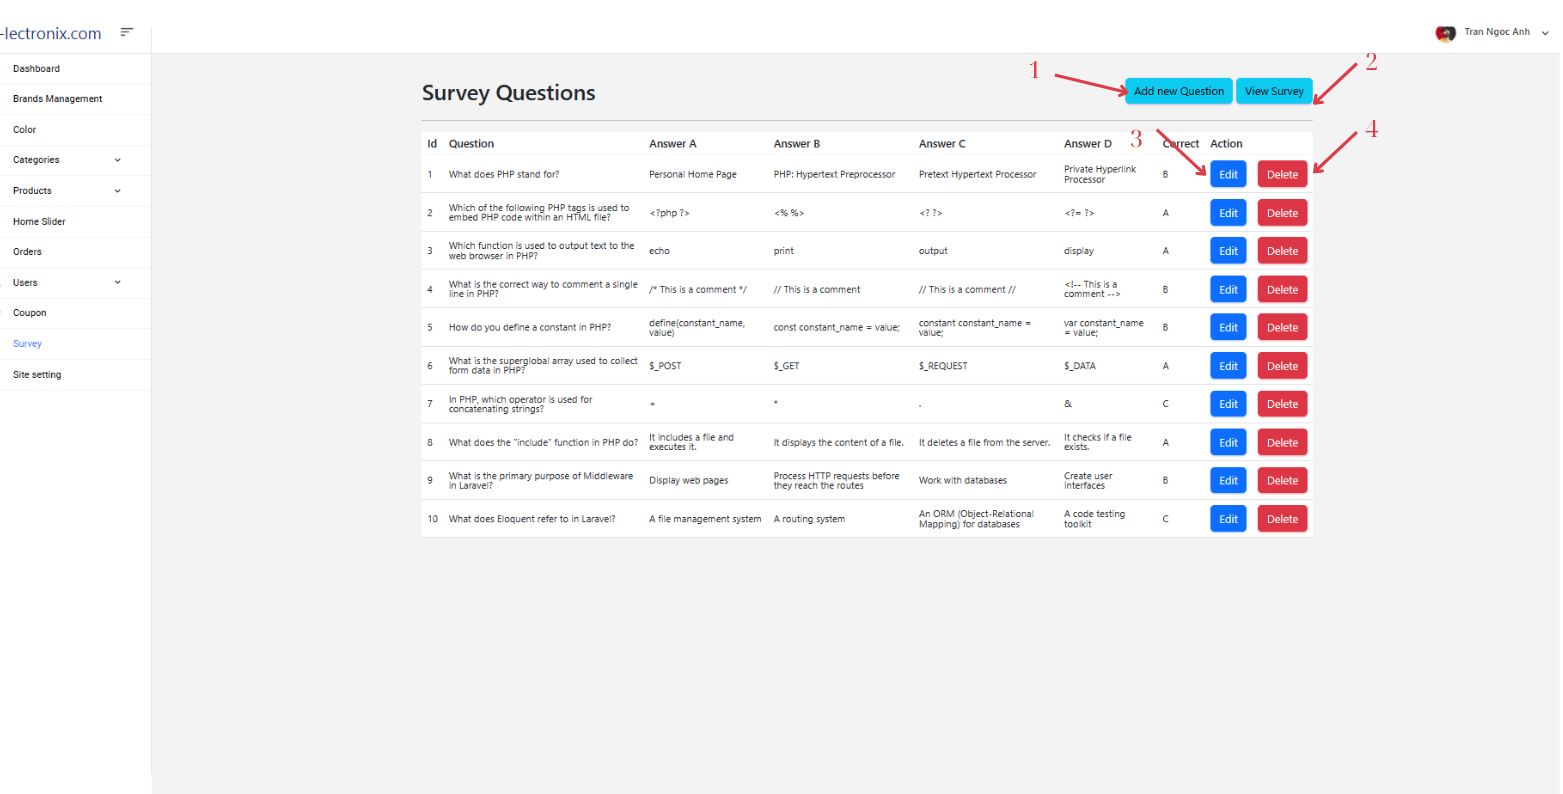 -lectronix.com
Tran Ngoc Anh
Dashboard
Brands Management
Color
Categories
Products
Home Slider
Orders
Users
Coupon
Survey
Site setting
1
2
Survey Questions
Add new Question
View Survey
3
4
Id Question Answer A Answer B Answer C Answer D Correct Action
1 What does PHP stand for? Personal Home Page PHP: Hypertext Preprocessor Pretext Hypertext Processor Private Hyperlink
Processor B Edit Delete
2 Which of the following PHP tags is used to
embed PHP code within an HTML file? <?php ?> <% %> <? ?> <?= ?> A Edit Delete
3 Which function is used to output text to the
web browser in PHP? echo print output display A Edit Delete
4 What is the correct way to comment a single
line in PHP? /* This is a comment */ // This is a comment // This is a comment // <!-- This is a
comment --> B Edit Delete
5 How do you define a constant in PHP? define(constant_name,
value) const constant_name = value; constant constant_name =
value; var constant_name
= value; B Edit Delete
6 What is the superglobal array used to collect
form data in PHP? $_POST $_GET $_REQUEST $_DATA A Edit Delete
7 In PHP, which operator is used for
concatenating strings? + * . & C Edit Delete
8 What does the "include" function in PHP do? It includes a file and
executes it. It displays the content of a file. It deletes a file from the server. It checks if a file
exists. A Edit Delete
9 What is the primary purpose of Middleware
in Laravel? Display web pages Process HTTP requests before
they reach the routes Work with databases Create user
interfaces B Edit Delete
10 What does Eloquent refer to in Laravel? A file management system A routing system An ORM (Object-Relational
Mapping) for databases A code testing
toolkit C Edit Delete